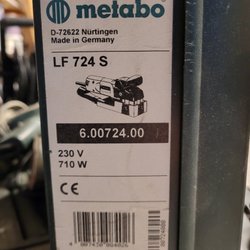 metabo
D-72622 Nürtingen
Made in Germany
LF 724 S
6.00724.00
230 V
710 W
CE